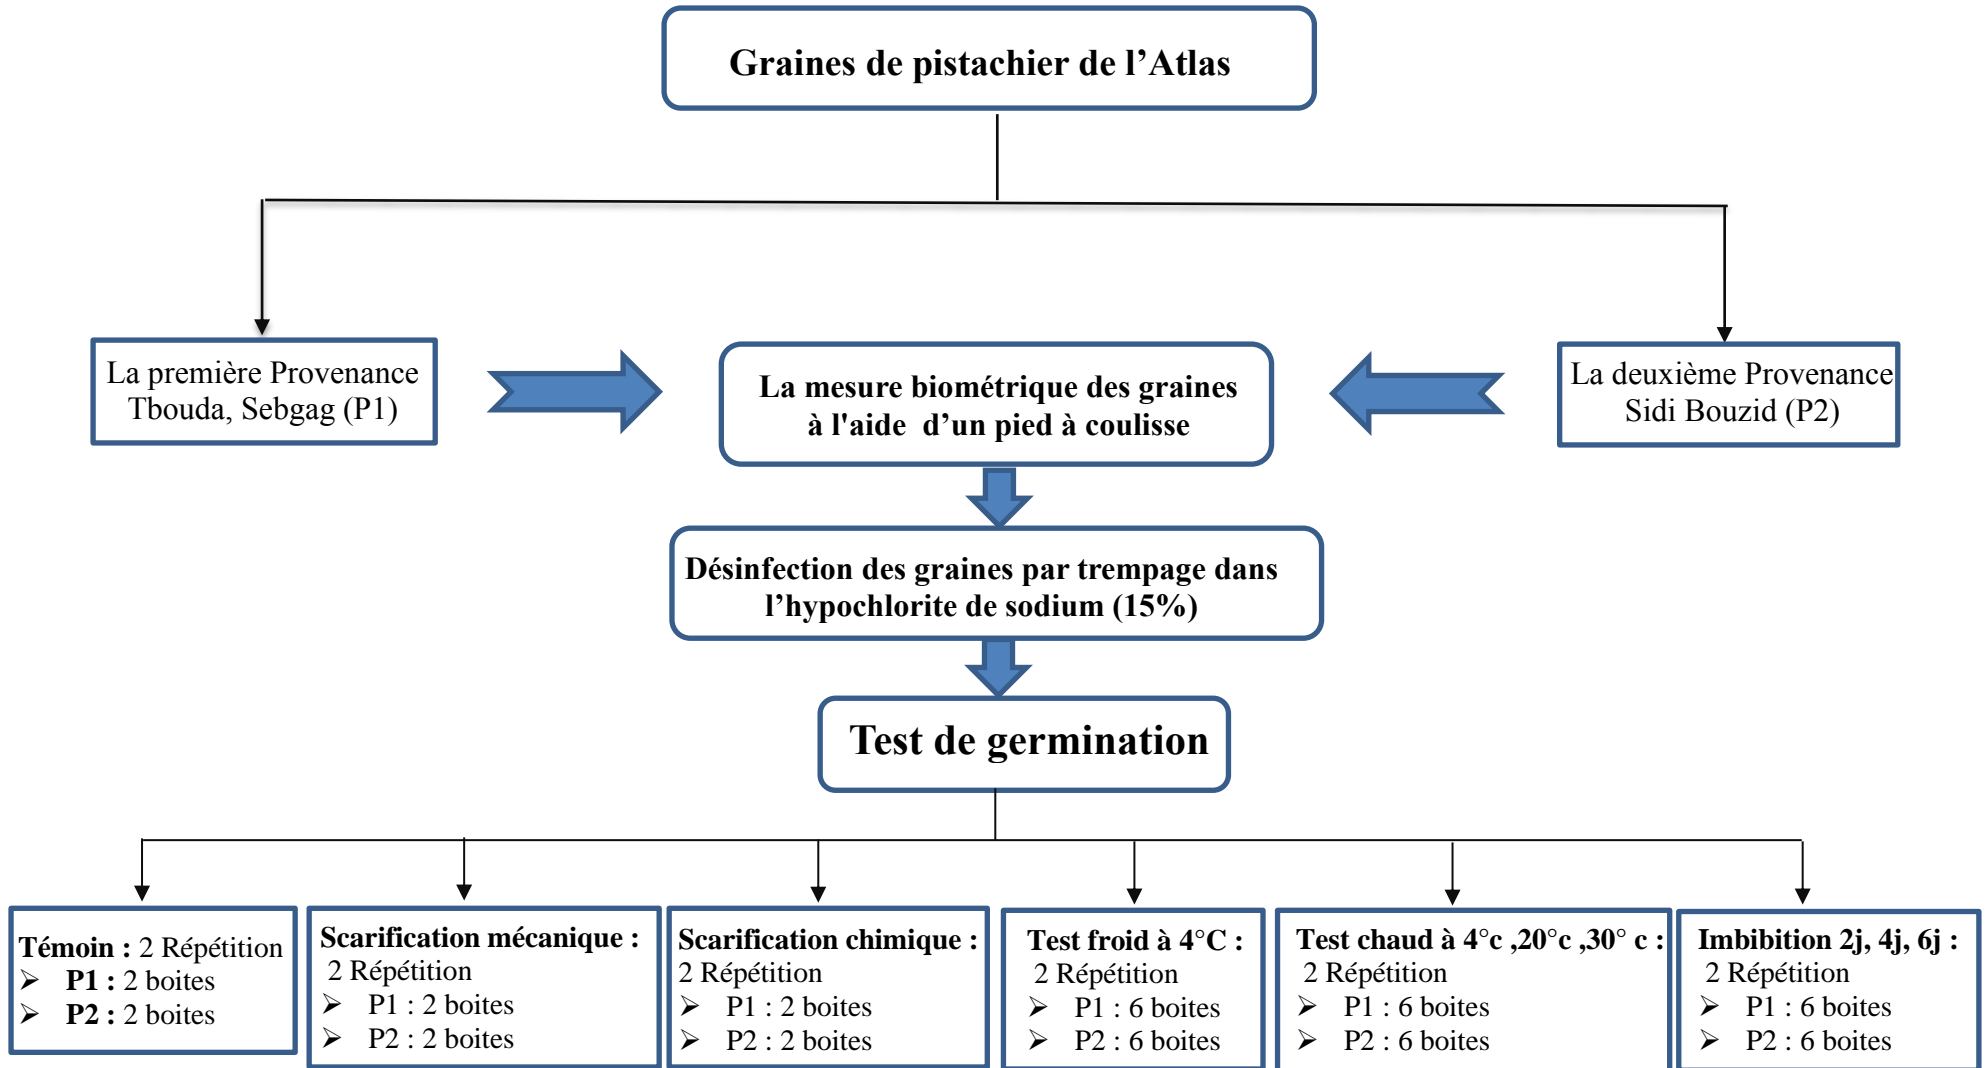 Graines de pistachier de l’Atlas
La première Provenance
Tbouda, Sebgag (P1)
La mesure biométrique des graines
à l'aide d’un pied à coulisse
La deuxième Provenance
Sidi Bouzid (P2)
Désinfection des graines par trempage dans
l’hypochlorite de sodium (15%)
Test de germination
Témoin : 2 Répétition
➢ P1 : 2 boites
➢ P2 : 2 boites
Scarification mécanique :
2 Répétition
➢ P1 : 2 boites
➢ P2 : 2 boites
Scarification chimique :
2 Répétition
➢ P1 : 2 boites
➢ P2 : 2 boites
Test froid à 4°C :
2 Répétition
➢ P1 : 6 boites
➢ P2 : 6 boites
Test chaud à 4°c ,20°c ,30° c :
2 Répétition
➢ P1 : 6 boites
➢ P2 : 6 boites
Imbibition 2j, 4j, 6j :
2 Répétition
➢ P1 : 6 boites
➢ P2 : 6 boites